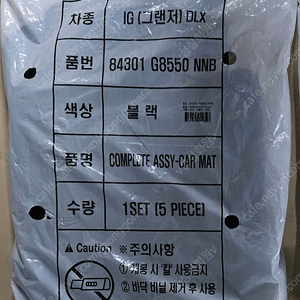 차종 IG (그랜저) DLX
품번 84301 G8550 NNB
색상 블랙
품명 COMPLETE ASSY-CAR MAT
수량 1SET (5 PIECE)
Caution ※주의사항
① 개봉 시 칼 사용금지
② 바닥 비닐 제거 후 사용